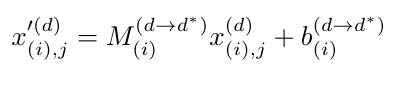 $x'^{(d)}_{(i),j} = M^{(d \to d^*)}_{(i)} x^{(d)}_{(i),j} + b^{(d \to d^*)}_{(i)}$